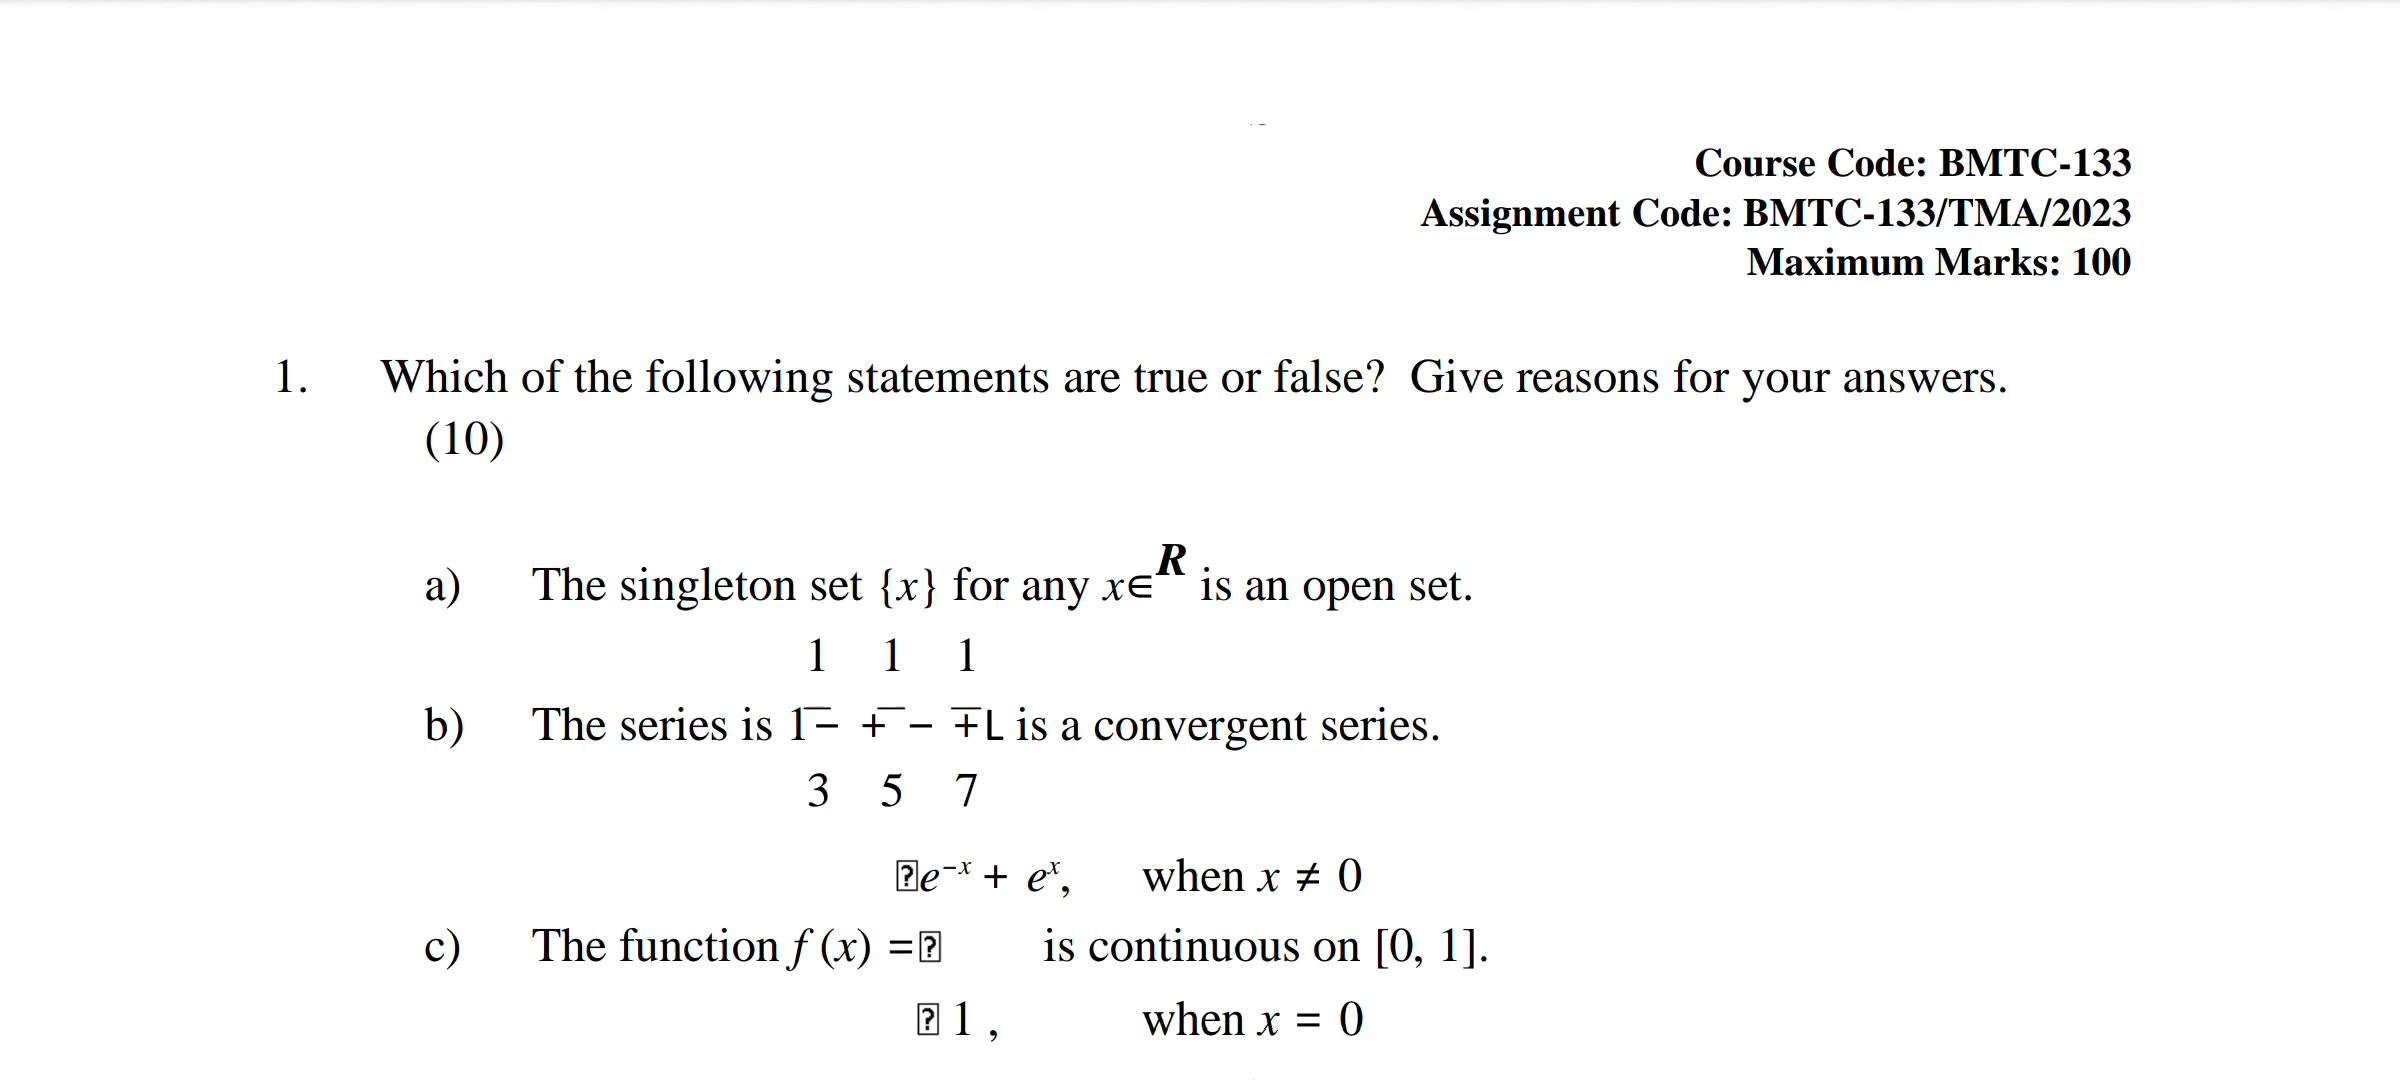 Course Code: BMTC-133
Assignment Code: BMTC-133/TMA/2023
Maximum Marks: 100
1. Which of the following statements are true or false? Give reasons for your answers.
(10)
a) The singleton set {x} for any x∈R is an open set.
1 1 1
b) The series is 1− + − +L is a convergent series.
3 5 7
e⁻ˣ + eˣ, when x ≠ 0
c) The function f (x) = is continuous on [0, 1].
1 , when x = 0